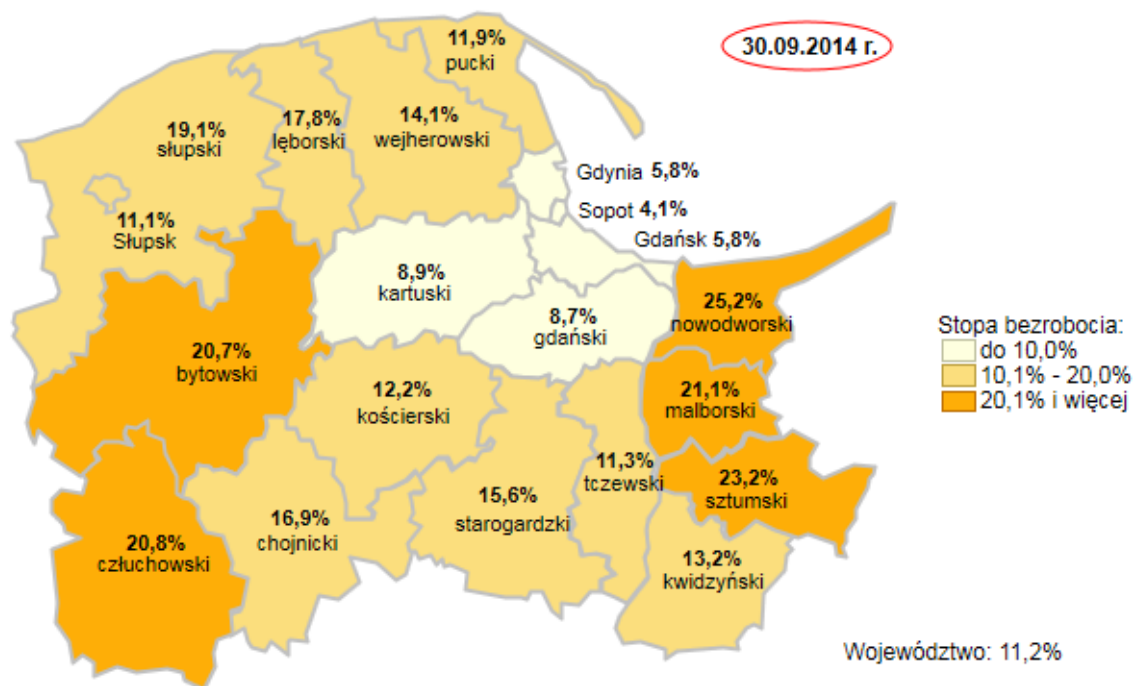 30.09.2014 r.
11,9%
pucki
14,1%
wejherowski
17,8%
lęborski
19,1%
słupski
11,1%
Słupsk
Gdynia 5,8%
Sopot 4,1%
Gdańsk 5,8%
8,9%
kartuski
8,7%
gdański
25,2%
nowodworski
20,7%
bytowski
12,2%
kościerski
21,1%
malborski
11,3%
tczewski
23,2%
sztumski
15,6%
starogardzki
16,9%
chojnicki
20,8%
człuchowski
13,2%
kwidzyński
Stopa bezrobocia:
do 10,0%
10,1% - 20,0%
20,1% i więcej
Województwo: 11,2%